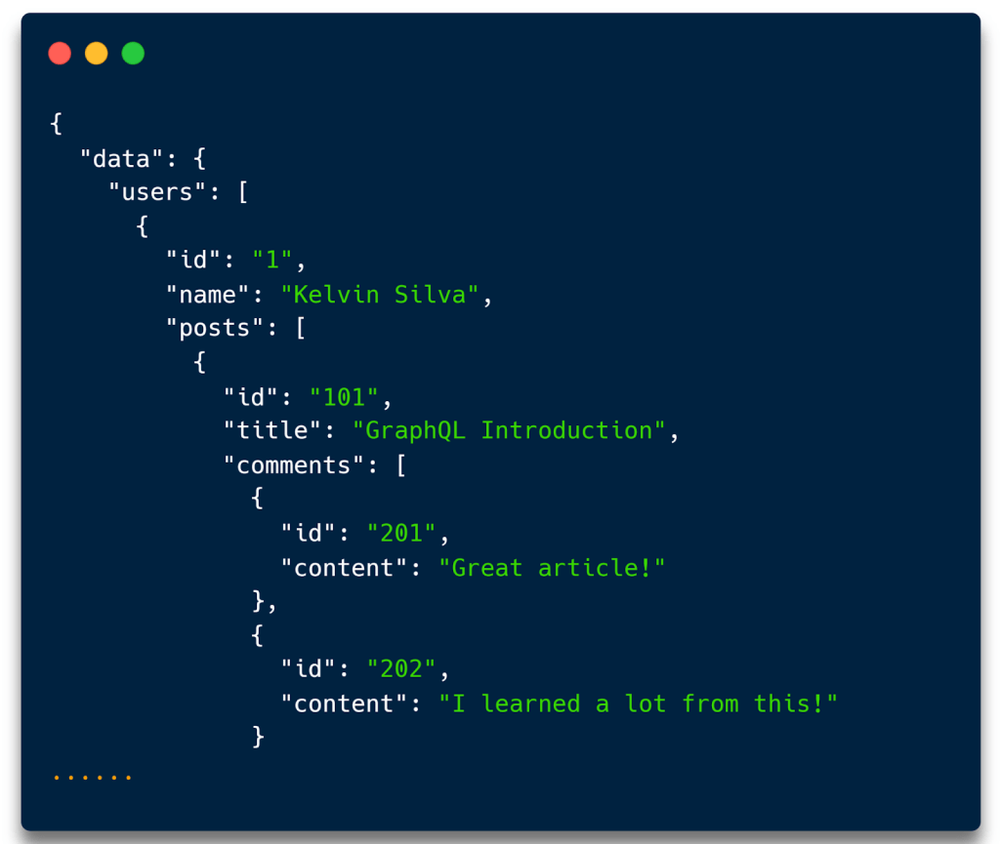 {
  "data": {
    "users": [
      {
        "id": "1",
        "name": "Kelvin Silva",
        "posts": [
          {
            "id": "101",
            "title": "GraphQL Introduction",
            "comments": [
              {
                "id": "201",
                "content": "Great article!"
              },
              {
                "id": "202",
                "content": "I learned a lot from this!"
              }
......